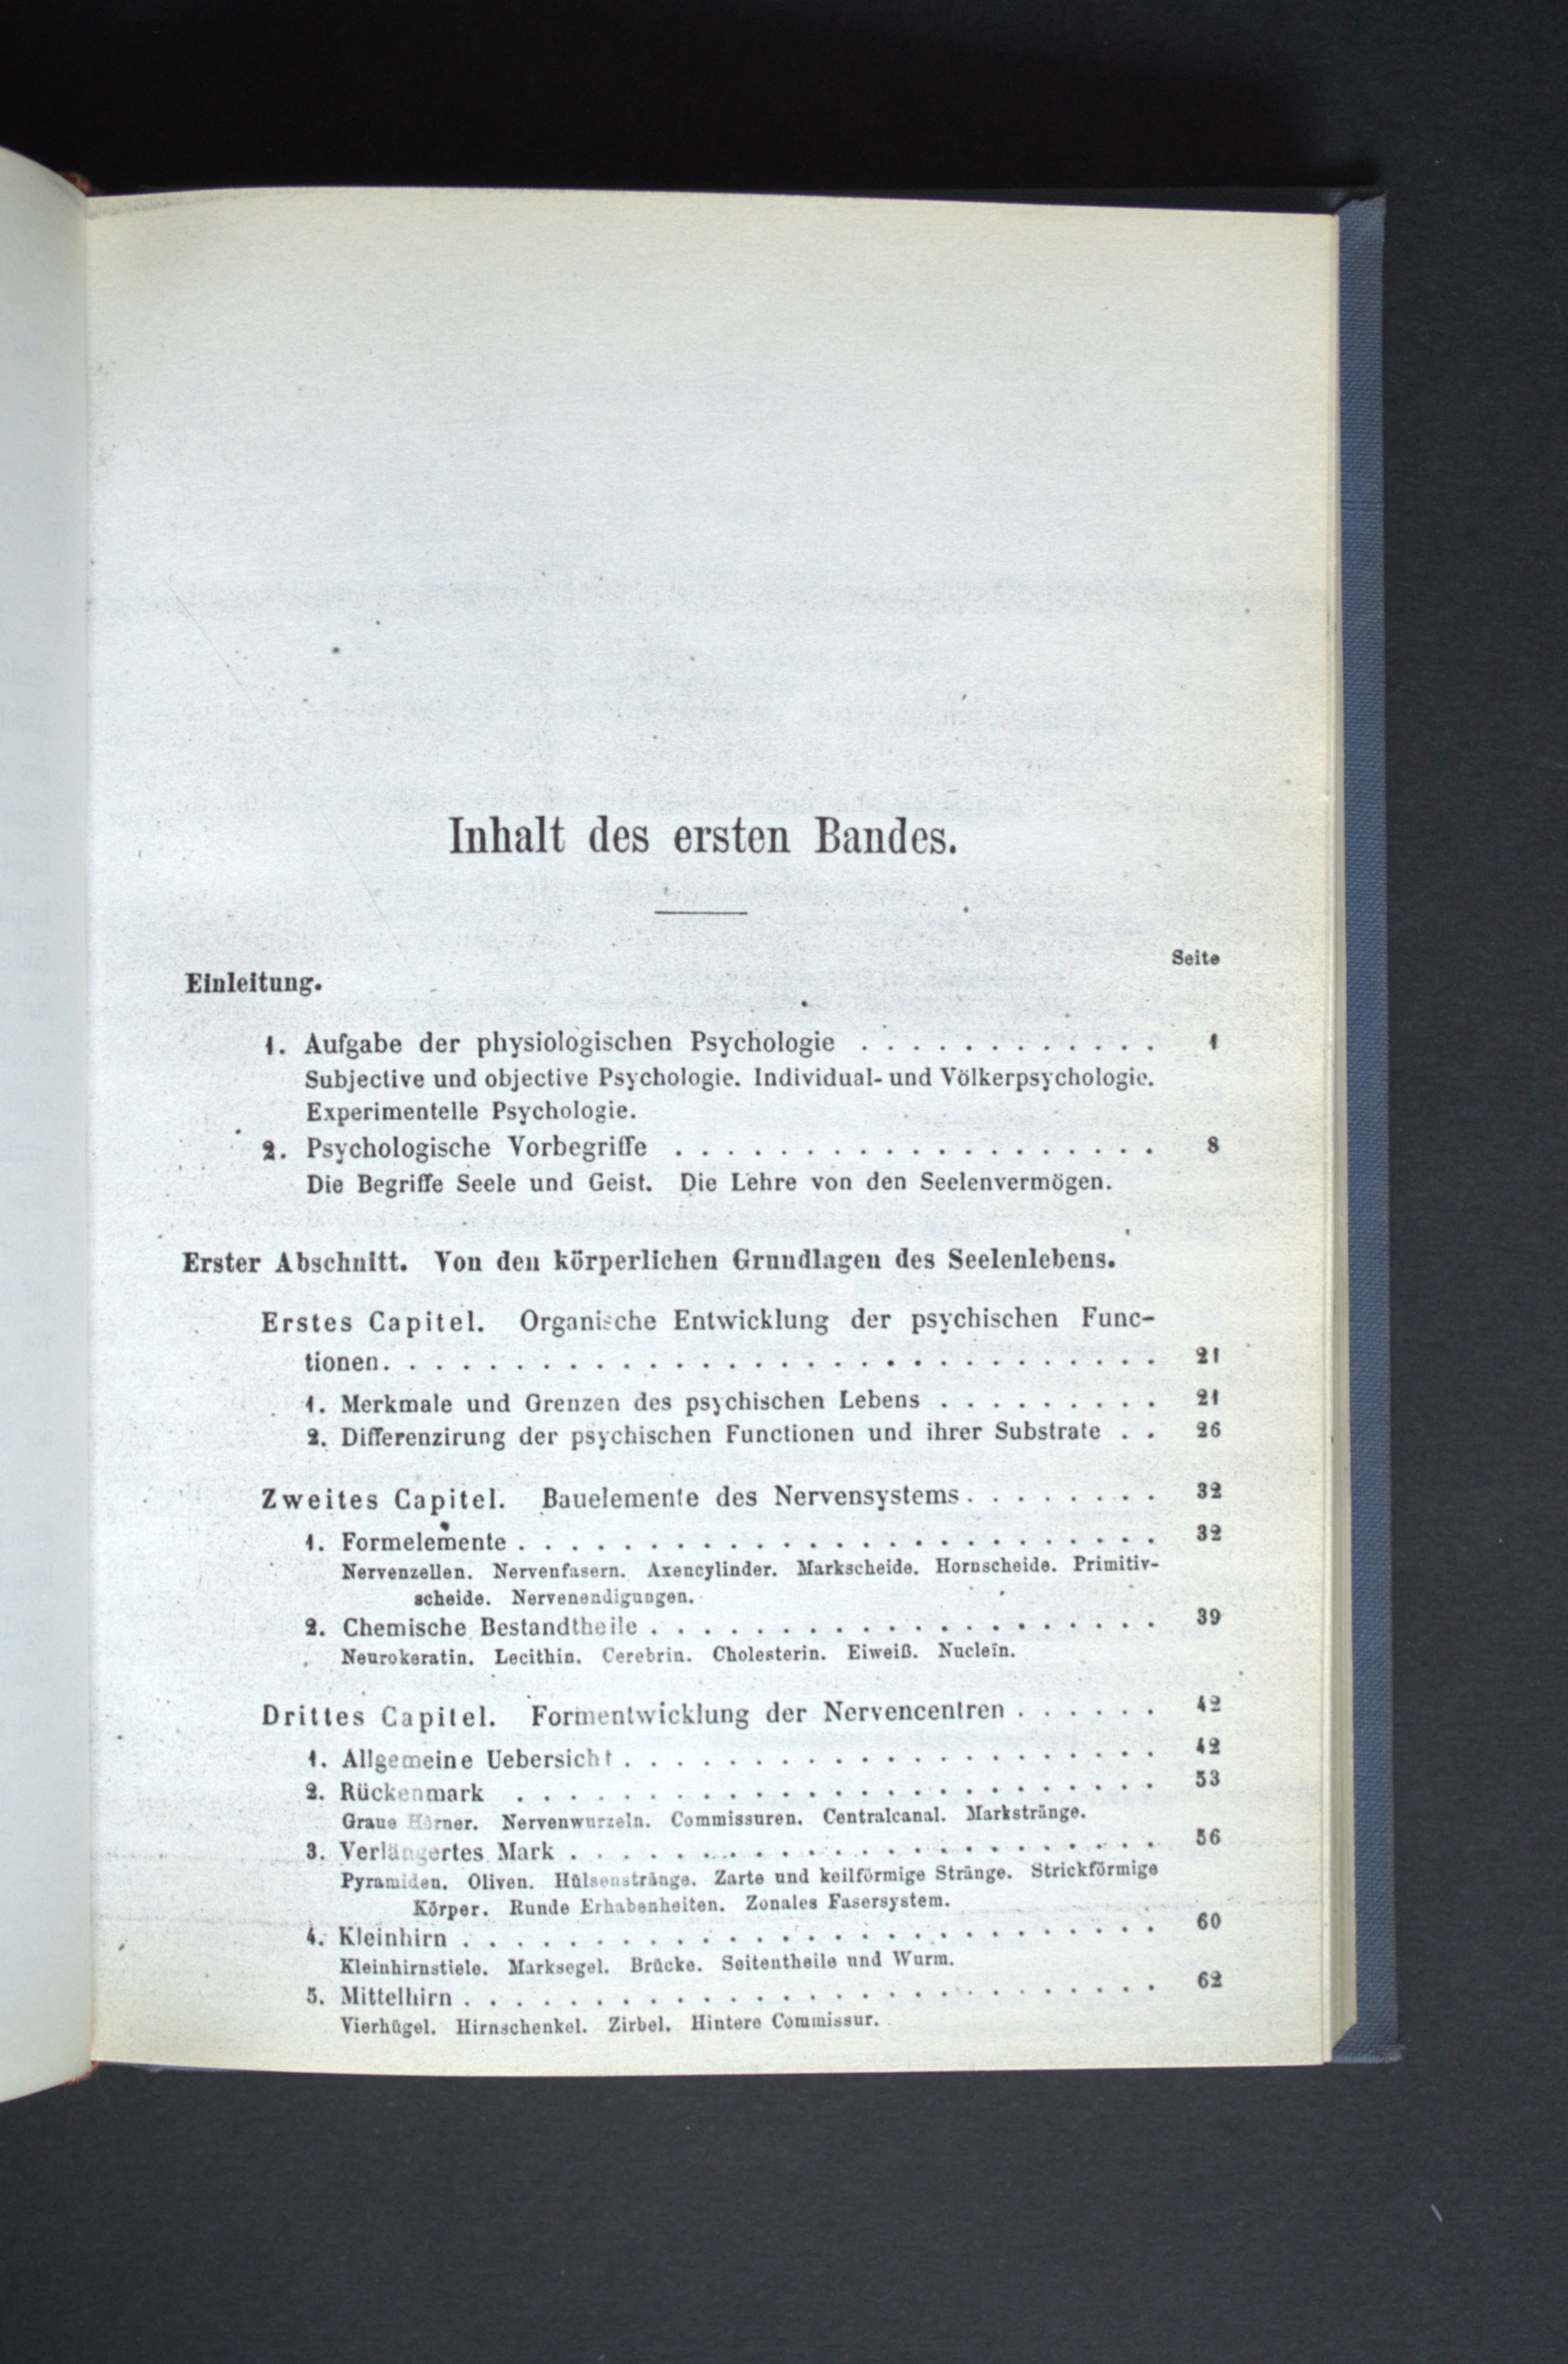 Inhalt des ersten Bandes.
Seite
Einleitung.
1. Aufgabe der physiologischen Psychologie . . . . . . . . . . . . 1
Subjective und objective Psychologie. Individual- und Völkerpsychologie.
Experimentelle Psychologie.
2. Psychologische Vorbegriffe . . . . . . . . . . . . . . . . . . . 8
Die Begriffe Seele und Geist. Die Lehre von den Seelenvermögen.
Erster Abschnitt. Von den körperlichen Grundlagen des Seelenlebens.
Erstes Capitel. Organische Entwicklung der psychischen Func-
tionen. . . . . . . . . . . . . . . . . . . . . . . . . . . . . . 21
1. Merkmale und Grenzen des psychischen Lebens . . . . . . . . . 21
2. Differenzirung der psychischen Functionen und ihrer Substrate . . 26
Zweites Capitel. Bauelemente des Nervensystems. . . . . . . . 32
1. Formelemente . . . . . . . . . . . . . . . . . . . . . . . . . 32
Nervenzellen. Nervenfasern. Axencylinder. Markscheide. Hornscheide. Primitiv-
scheide. Nervenendigungen.
2. Chemische Bestandtheile . . . . . . . . . . . . . . . . . . . . 39
Neurokeratin. Lecithin. Cerebrin. Cholesterin. Eiweiß. Nucleïn.
Drittes Capitel. Formentwicklung der Nervencentren . . . . . . 42
1. Allgemeine Uebersicht . . . . . . . . . . . . . . . . . . . . . 42
2. Rückenmark . . . . . . . . . . . . . . . . . . . . . . . . . 53
Graue Hörner. Nervenwurzeln. Commissuren. Centralcanal. Markstränge.
3. Verlängertes Mark . . . . . . . . . . . . . . . . . . . . . . . 56
Pyramiden. Oliven. Hülsenstränge. Zarte und keilförmige Stränge. Strickförmige
Körper. Runde Erhabenheiten. Zonales Fasersystem.
4. Kleinhirn . . . . . . . . . . . . . . . . . . . . . . . . . . . 60
Kleinhirnstiele. Marksegel. Brücke. Seitentheile und Wurm.
5. Mittelhirn . . . . . . . . . . . . . . . . . . . . . . . . . . . 62
Vierhügel. Hirnschenkel. Zirbel. Hintere Commissur.